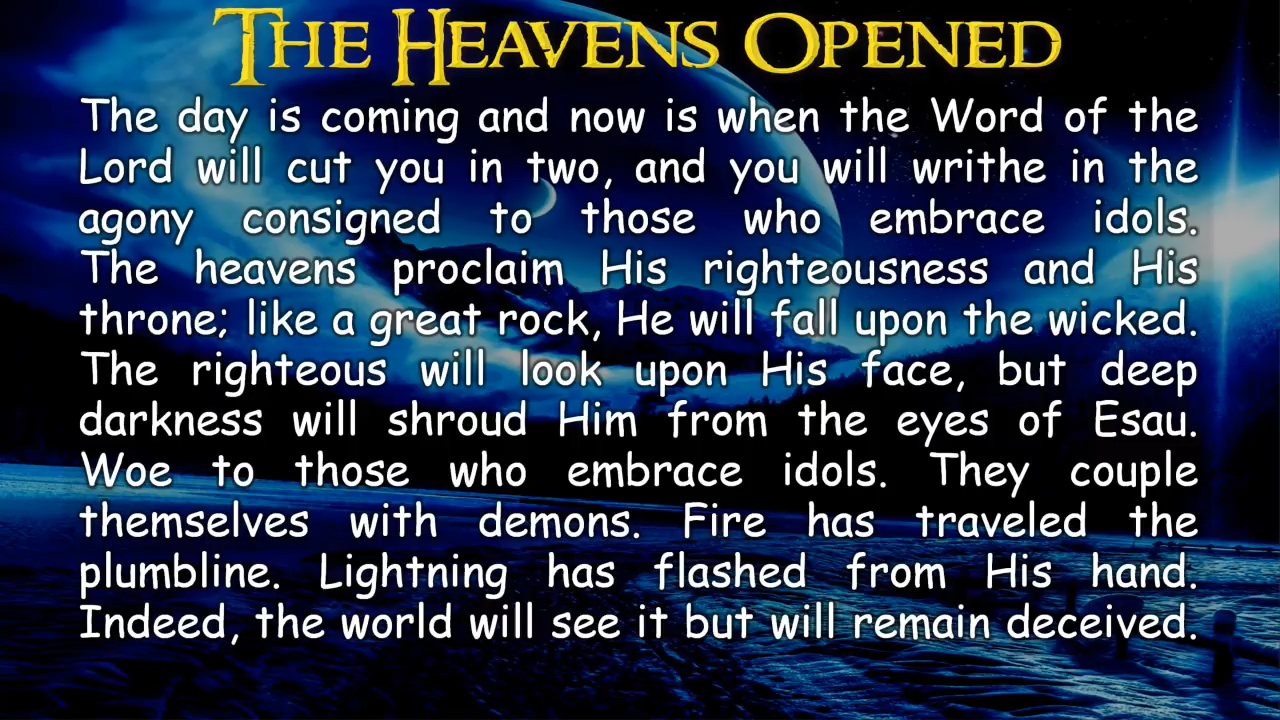 THE HEAVENS OPENED
The day is coming and now is when the Word of the
Lord will cut you in two, and you will writhe in the
agony consigned to those who embrace idols.
The heavens proclaim His righteousness and His
throne; like a great rock, He will fall upon the wicked.
The righteous will look upon His face, but deep
darkness will shroud Him from the eyes of Esau.
Woe to those who embrace idols. They couple
themselves with demons. Fire has traveled the
plumbline. Lightning has flashed from His hand.
Indeed, the world will see it but will remain deceived.